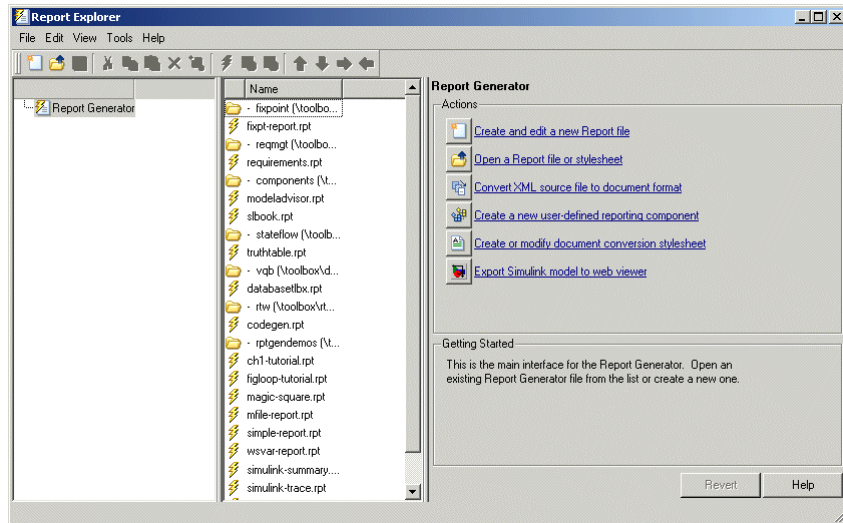 Report Explorer
File Edit View Tools Help
Report Generator
Name
- fixpoint (\toolbo...
fixpt-report.rpt
- reqmgt (\toolbo...
requirements.rpt
- components (\t...
modeladvisor.rpt
slbook.rpt
- stateflow (\toolb...
truthtable.rpt
- vqb (\toolbox\d...
databasetlbx.rpt
- rtw (\toolbox\rt...
codegen.rpt
- rptgendemos (\t...
ch1-tutorial.rpt
figloop-tutorial.rpt
magic-square.rpt
mfile-report.rpt
simple-report.rpt
wsvar-report.rpt
simulink-summary....
simulink-trace.rpt
Report Generator
Actions
Create and edit a new Report file
Open a Report file or stylesheet
Convert XML source file to document format
Create a new user-defined reporting component
Create or modify document conversion stylesheet
Export Simulink model to web viewer
Getting Started
This is the main interface for the Report Generator. Open an
existing Report Generator file from the list or create a new one.
Revert Help